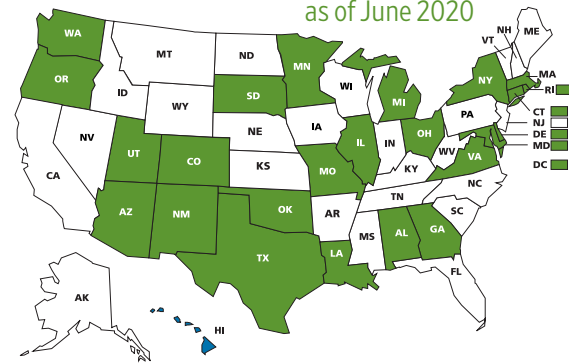 as of June 2020
WA
MT
ND
MN
VT
NH
ME
OR
ID
WY
SD
WI
MI
NY
MA
RI
CT
NJ
DE
MD
DC
NV
UT
CO
NE
IA
IL
IN
OH
PA
WV
VA
CA
KS
MO
KY
NC
AZ
NM
OK
AR
TN
SC
TX
LA
MS
AL
GA
FL
AK
HI